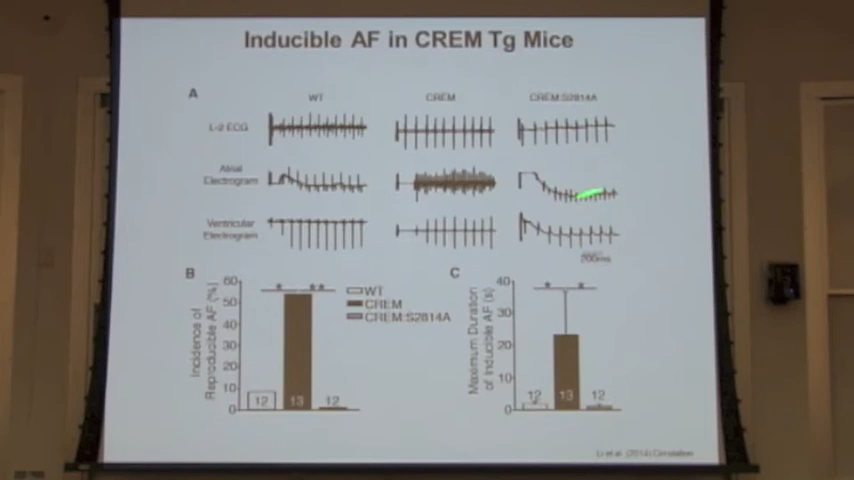 Inducible AF in CREM Tg Mice
A
WT
CREM
CREM:S2814A
L-2 ECG
Atrial
Electrogram
Ventricular
Electrogram
200ms
B
Incidence of
Reproducible AF (%)
60
50
40
30
20
10
0
* **
12
13
12
WT
CREM
CREM:S2814A
C
Maximum Duration
of Inducible AF (s)
40
30
20
10
0
* *
12
13
12
Li et al. (2014) Circulation